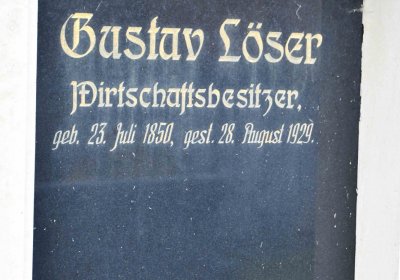 Gustav Löser
Wirtschaftsbesitzer,
geb. 23. Juli 1850, gest. 28. August 1929.